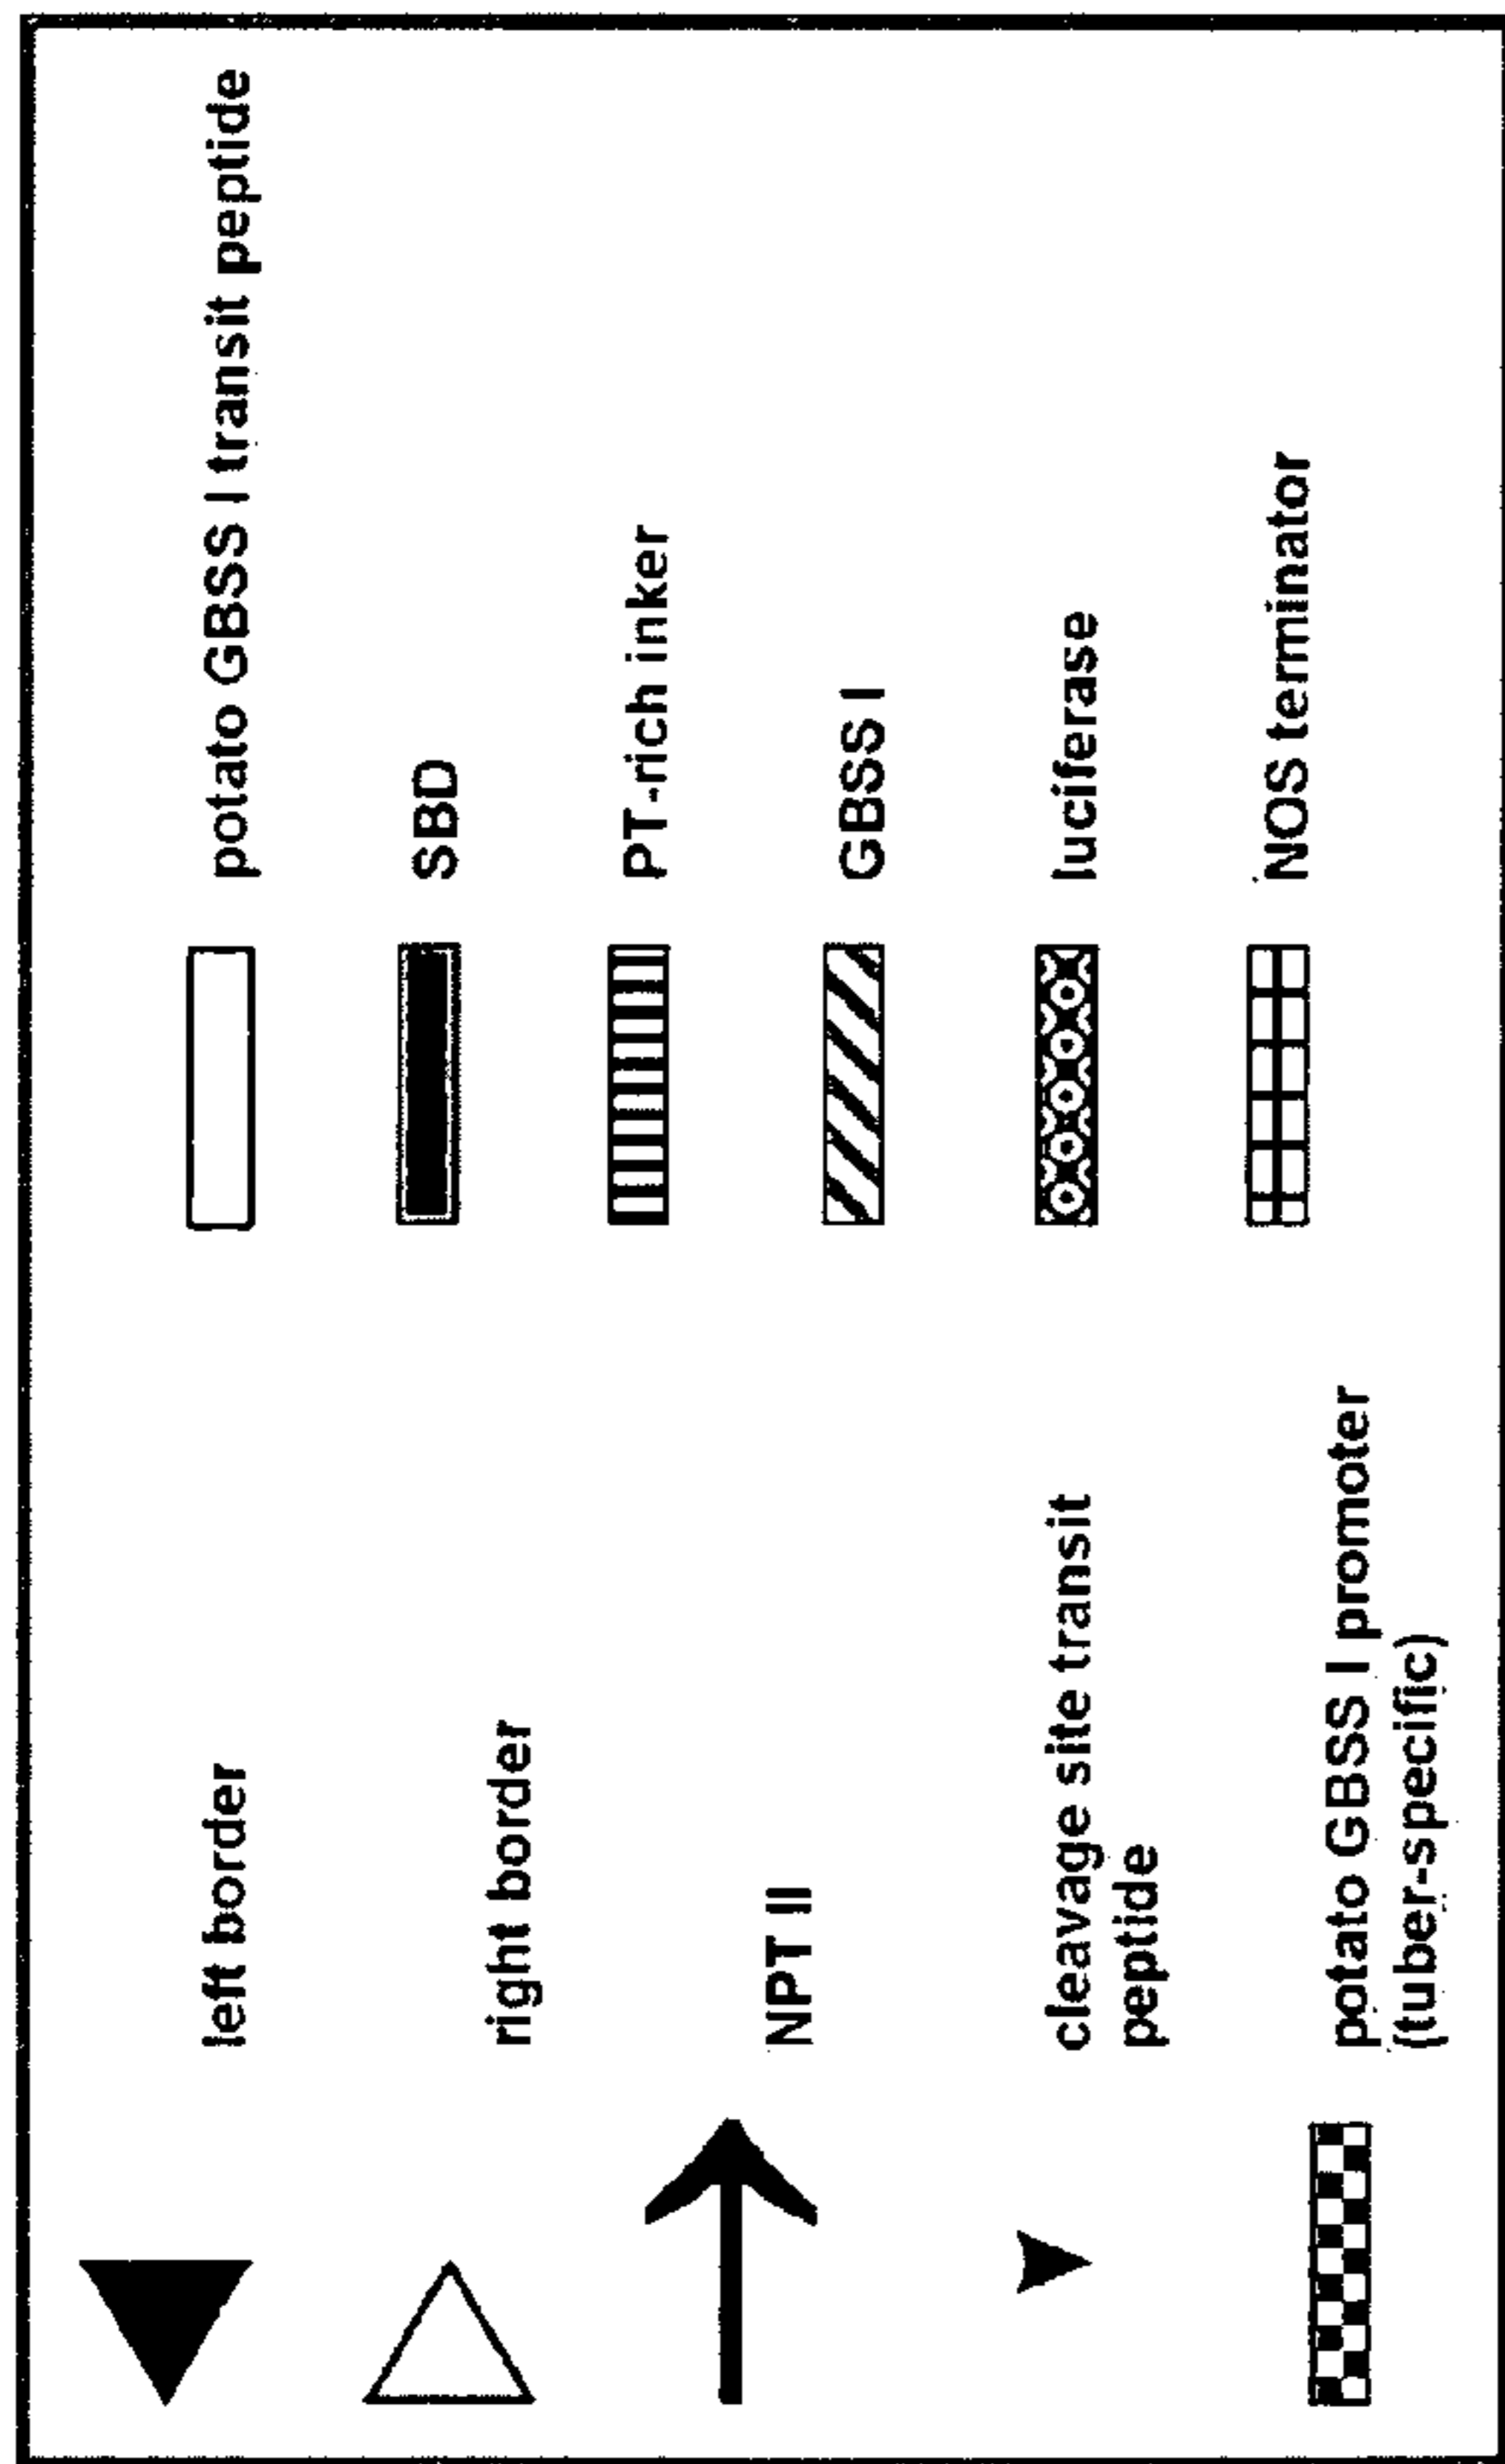 left border
right border
NPT II
cleavage site transit
peptide
potato GBSS I promoter
(tuber-specific)
potato GBSS I transit peptide
SBD
PT-rich inker
GBSS I
luciferase
NOS terminator